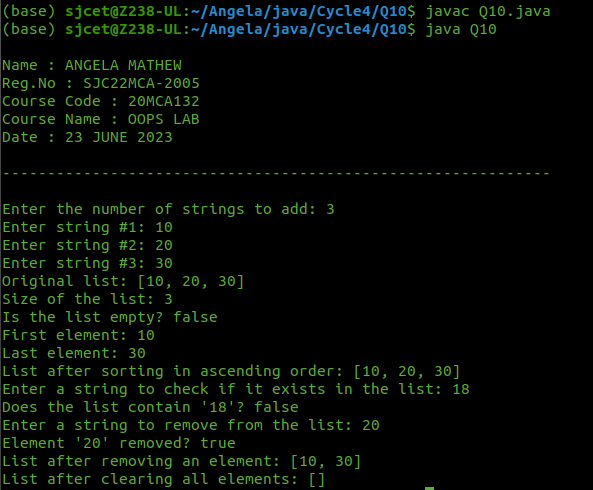 (base) sjcet@Z238-UL:~/Angela/java/Cycle4/Q10$ javac Q10.java
(base) sjcet@Z238-UL:~/Angela/java/Cycle4/Q10$ java Q10
Name : ANGELA MATHEW
Reg.No : SJC22MCA-2005
Course Code : 20MCA132
Course Name : OOPS LAB
Date : 23 JUNE 2023
-------------------------------------------------------------
Enter the number of strings to add: 3
Enter string #1: 10
Enter string #2: 20
Enter string #3: 30
Original list: [10, 20, 30]
Size of the list: 3
Is the list empty? false
First element: 10
Last element: 30
List after sorting in ascending order: [10, 20, 30]
Enter a string to check if it exists in the list: 18
Does the list contain '18'? false
Enter a string to remove from the list: 20
Element '20' removed? true
List after removing an element: [10, 30]
List after clearing all elements: []